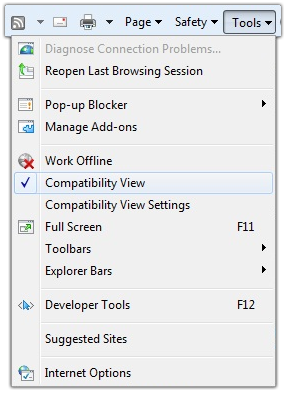 Page Safety Tools
Diagnose Connection Problems...
Reopen Last Browsing Session
Pop-up Blocker
Manage Add-ons
Work Offline
Compatibility View
Compatibility View Settings
Full Screen F11
Toolbars
Explorer Bars
Developer Tools F12
Suggested Sites
Internet Options